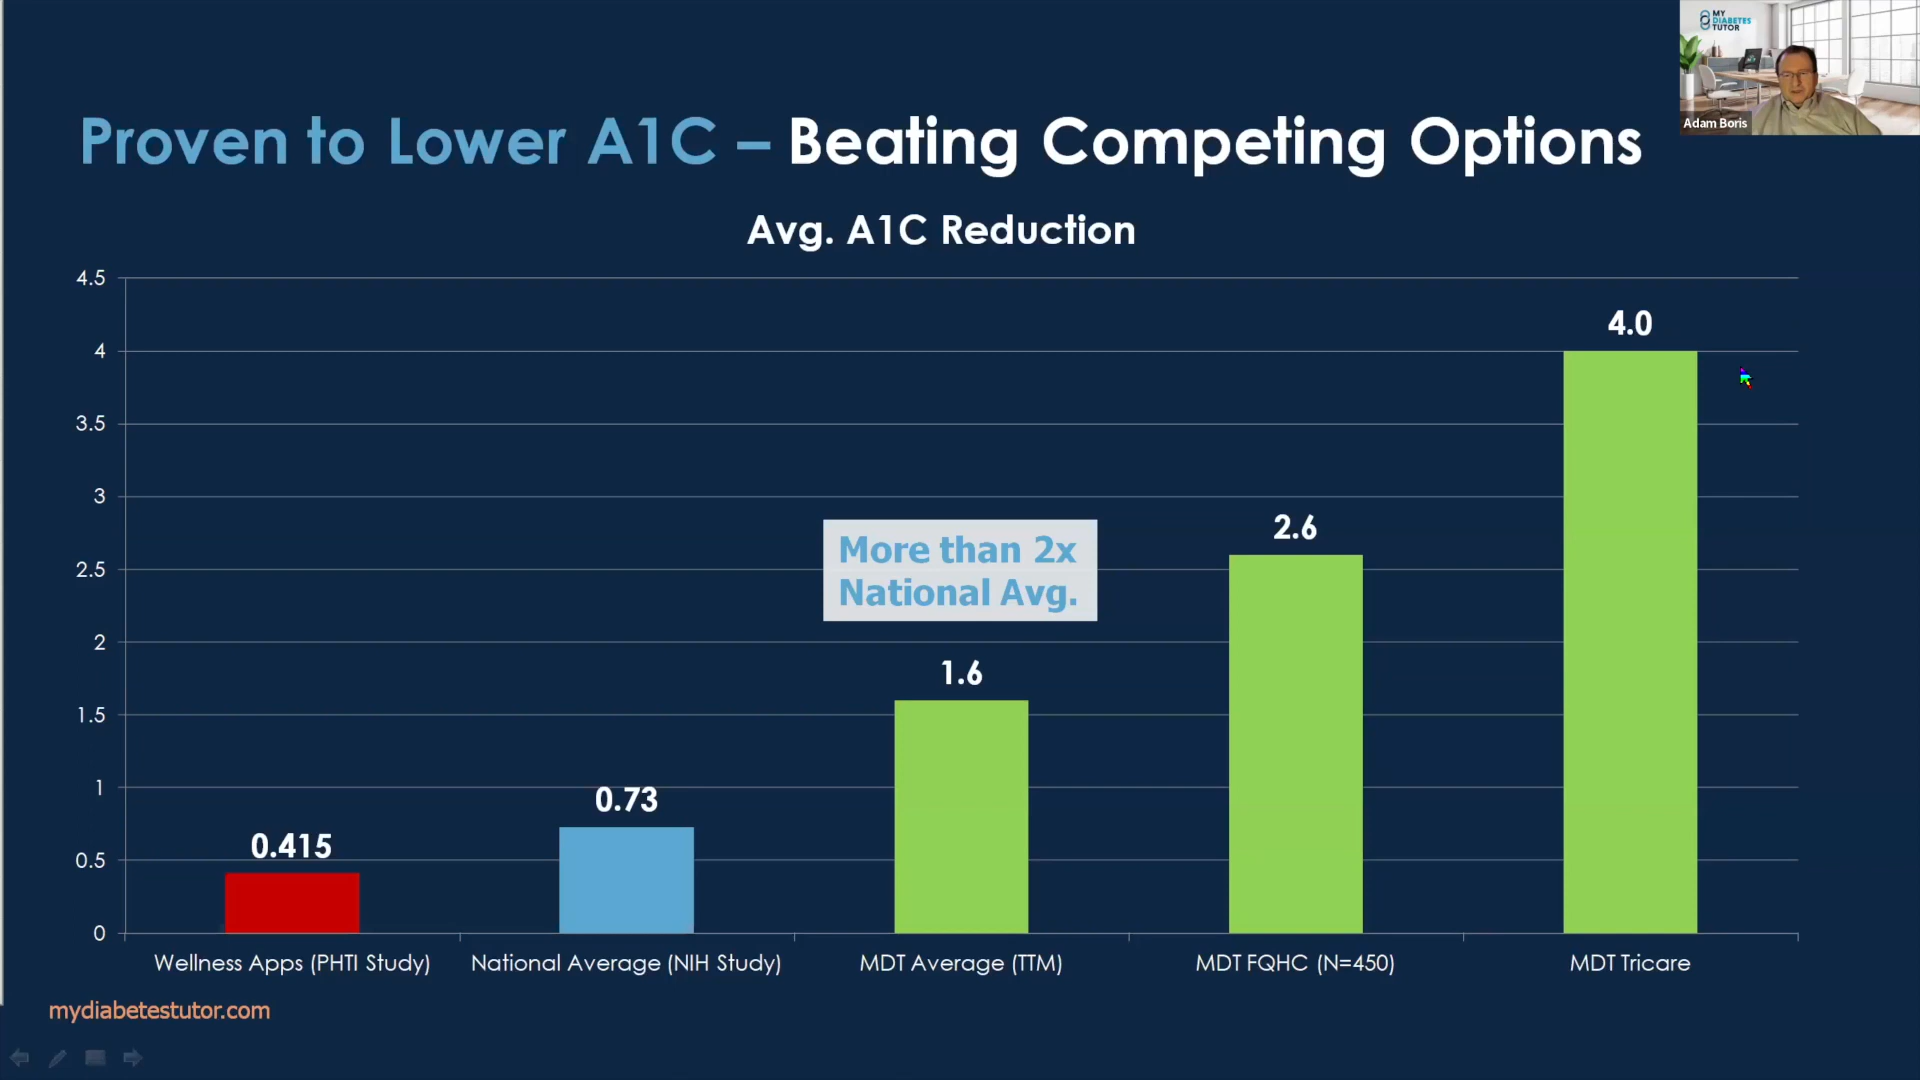 MY
DIABETES
TUTOR
Adam Boris
Proven to Lower A1C – Beating Competing Options
Avg. A1C Reduction
4.5
4
3.5
3
2.5
2
1.5
1
0.5
0
0.415
0.73
1.6
2.6
4.0
More than 2x
National Avg.
Wellness Apps (PHTI Study)
National Average (NIH Study)
MDT Average (TTM)
MDT FQHC (N=450)
MDT Tricare
mydiabetestutor.com